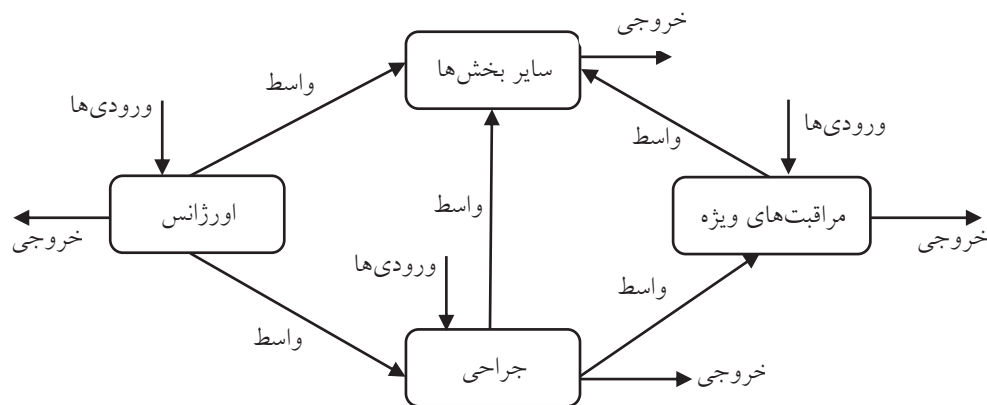 خروجی
سایر بخش‌ها
واسط
واسط
ورودی‌ها
ورودی‌ها
واسط
اورژانس
مراقبت‌های ویژه
خروجی
خروجی
ورودی‌ها
واسط
واسط
جراحی
خروجی